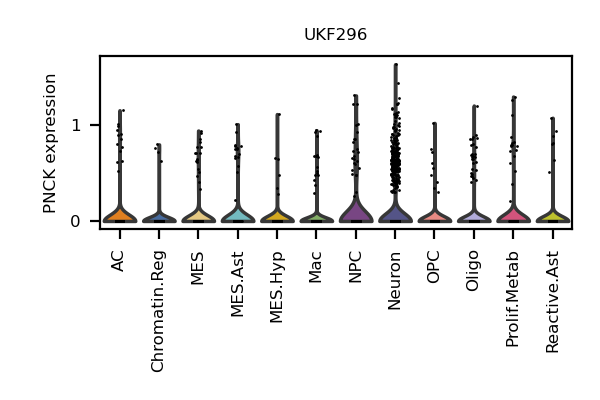 UKF296
PNCK expression
1
0
AC
Chromatin.Reg
MES
MES.Ast
MES.Hyp
Mac
NPC
Neuron
OPC
Oligo
Prolif.Metab
Reactive.Ast